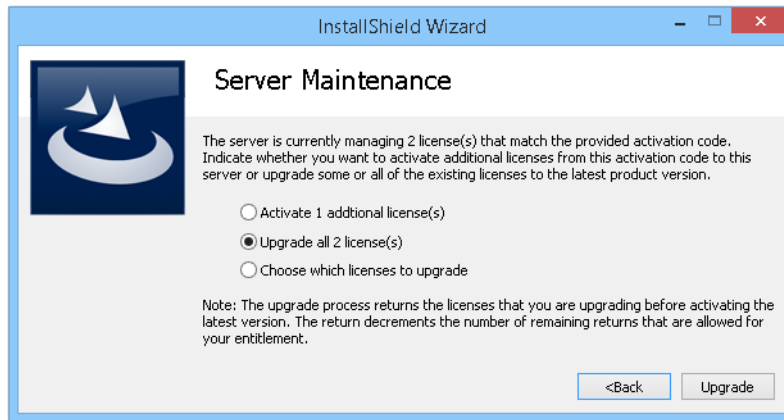 InstallShield Wizard
Server Maintenance
The server is currently managing 2 license(s) that match the provided activation code.
Indicate whether you want to activate additional licenses from this activation code to this
server or upgrade some or all of the existing licenses to the latest product version.
Activate 1 addtional license(s)
Upgrade all 2 license(s)
Choose which licenses to upgrade
Note: The upgrade process returns the licenses that you are upgrading before activating the
latest version. The return decrements the number of remaining returns that are allowed for
your entitlement.
<Back
Upgrade